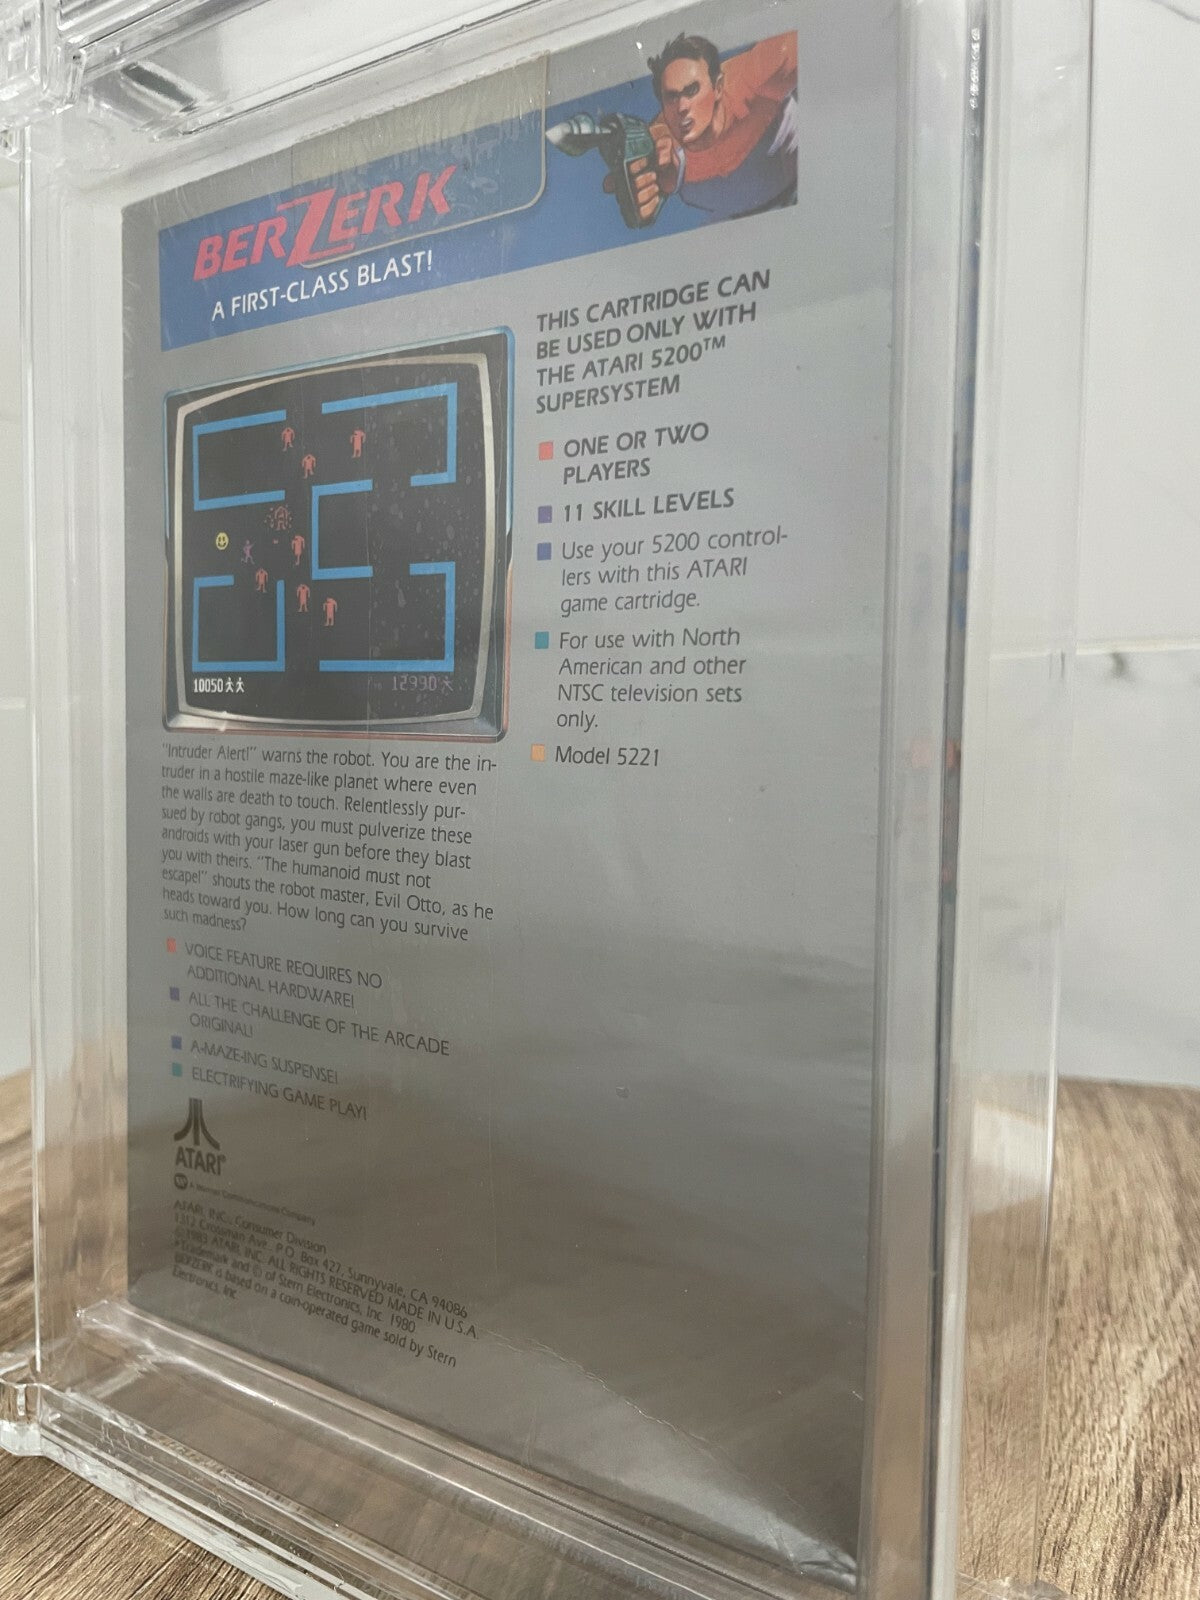 BERZERK
A FIRST-CLASS BLAST!
THIS CARTRIDGE CAN
BE USED ONLY WITH
THE ATARI 5200™
SUPERSYSTEM
ONE OR TWO
PLAYERS
11 SKILL LEVELS
Use your 5200 control-
lers with this ATARI
game cartridge.
For use with North
American and other
NTSC television sets
only.
Model 5221
10050
12990
"Intruder Alert!" warns the robot. You are the in-
truder in a hostile maze-like planet where even
the walls are death to touch. Relentlessly pur-
sued by robot gangs, you must pulverize these
androids with your laser gun before they blast
you with theirs. "The humanoid must not
escape!" shouts the robot master, Evil Otto, as he
heads toward you. How long can you survive
such madness?
VOICE FEATURE REQUIRES NO
ADDITIONAL HARDWARE!
ALL THE CHALLENGE OF THE ARCADE
ORIGINAL!
A-MAZE-ING SUSPENSE!
ELECTRIFYING GAME PLAY!
ATARI®
A Warner Communications Company
ATARI, INC., Consumer Division
1312 Crossman Ave., P.O. Box 427, Sunnyvale, CA 94086
© 1983 ATARI, INC. ALL RIGHTS RESERVED MADE IN U.S.A.
*Trademark and © of Stern Electronics, Inc. 1980
BERZERK is based on a coin-operated game sold by Stern
Electronics, Inc.